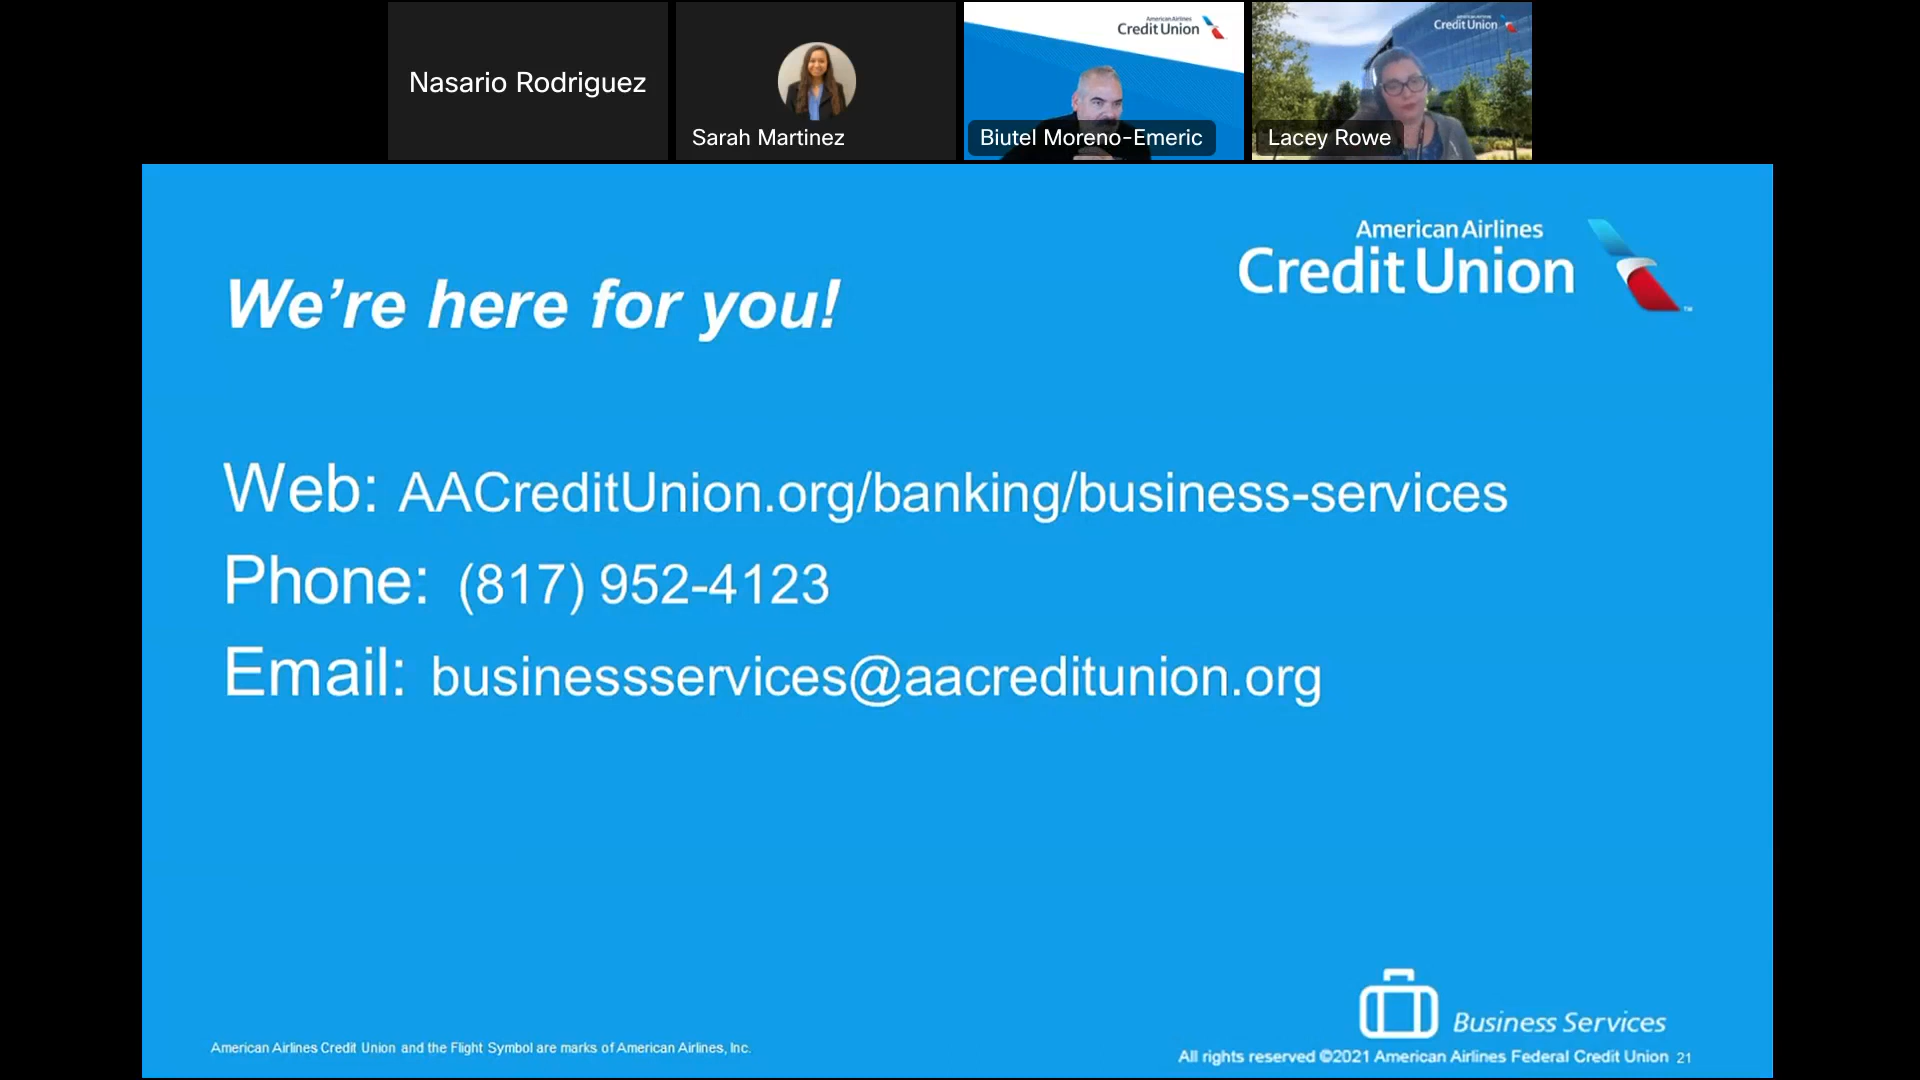 Nasario Rodriguez
Sarah Martinez
American Airlines
Credit Union
Biutel Moreno-Emeric
Credit Union
Lacey Rowe
American Airlines
Credit Union
TM
We're here for you!
Web: AACreditUnion.org/banking/business-services
Phone: (817) 952-4123
Email: businessservices@aacreditunion.org
Business Services
American Airlines Credit Union and the Flight Symbol are marks of American Airlines, Inc.
All rights reserved ©2021 American Airlines Federal Credit Union 21